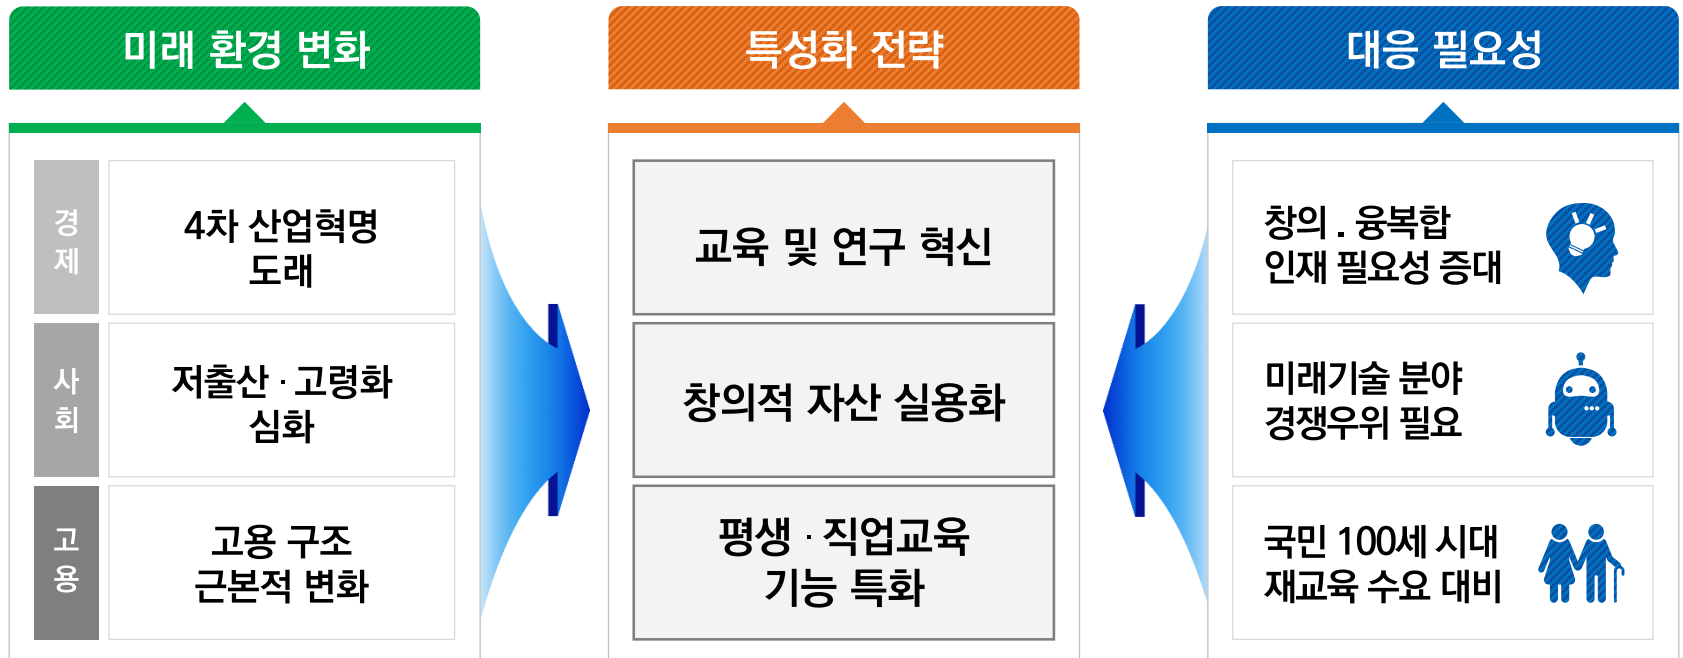 미래 환경 변화
경
제
4차 산업혁명
도래
사
회
저출산 · 고령화
심화
고
용
고용 구조
근본적 변화
특성화 전략
교육 및 연구 혁신
창의적 자산 실용화
평생 · 직업교육
기능 특화
대응 필요성
창의 . 융복합
인재 필요성 증대
미래기술 분야
경쟁우위 필요
국민 100세 시대
재교육 수요 대비